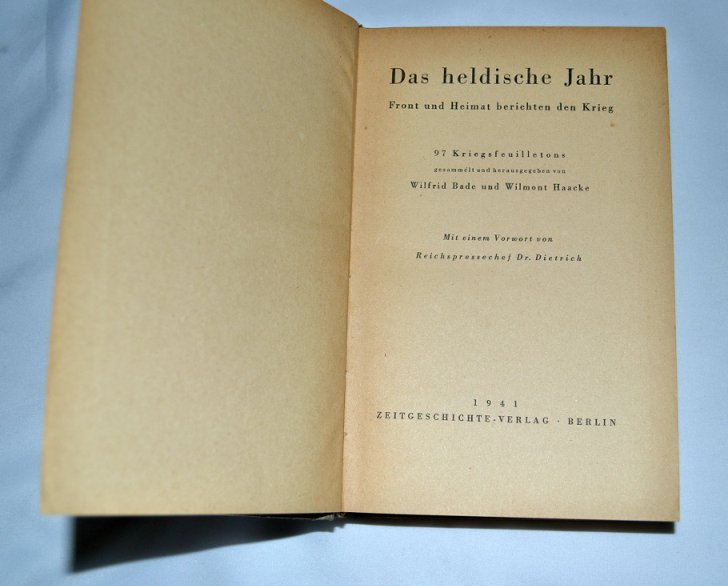 Das heldische Jahr
Front und Heimat berichten den Krieg
97 Kriegsfeuilletons
gesammelt und herausgegeben von
Wilfrid Bade und Wilmont Haacke
Mit einem Vorwort von
Reichspressechef Dr. Dietrich
1941
ZEITGESCHICHTE-VERLAG · BERLIN